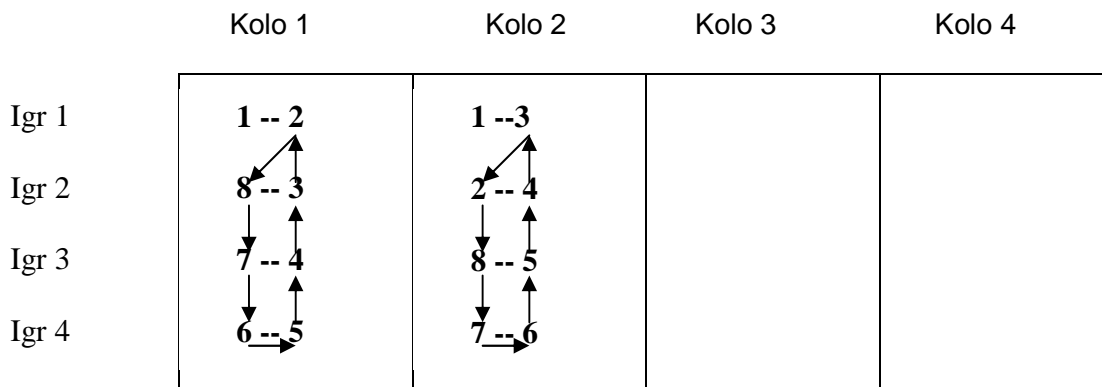 Kolo 1 Kolo 2 Kolo 3 Kolo 4
Igr 1 1 -- 2 1 --3
Igr 2 8 -- 3 2 -- 4
Igr 3 7 -- 4 8 -- 5
Igr 4 6 -- 5 7 -- 6